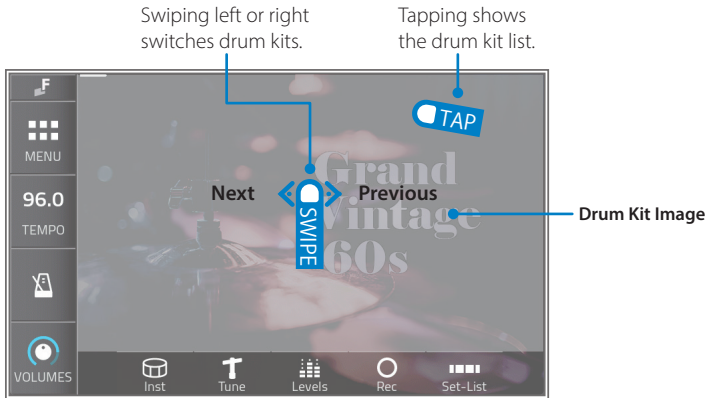 Swiping left or right
switches drum kits.
Tapping shows
the drum kit list.
F
TAP
MENU
Grand
Vintage
60s
Next
SWIPE
Previous
96.0
TEMPO
Drum Kit Image
VOLUMES
Inst
Tune
Levels
Rec
Set-List